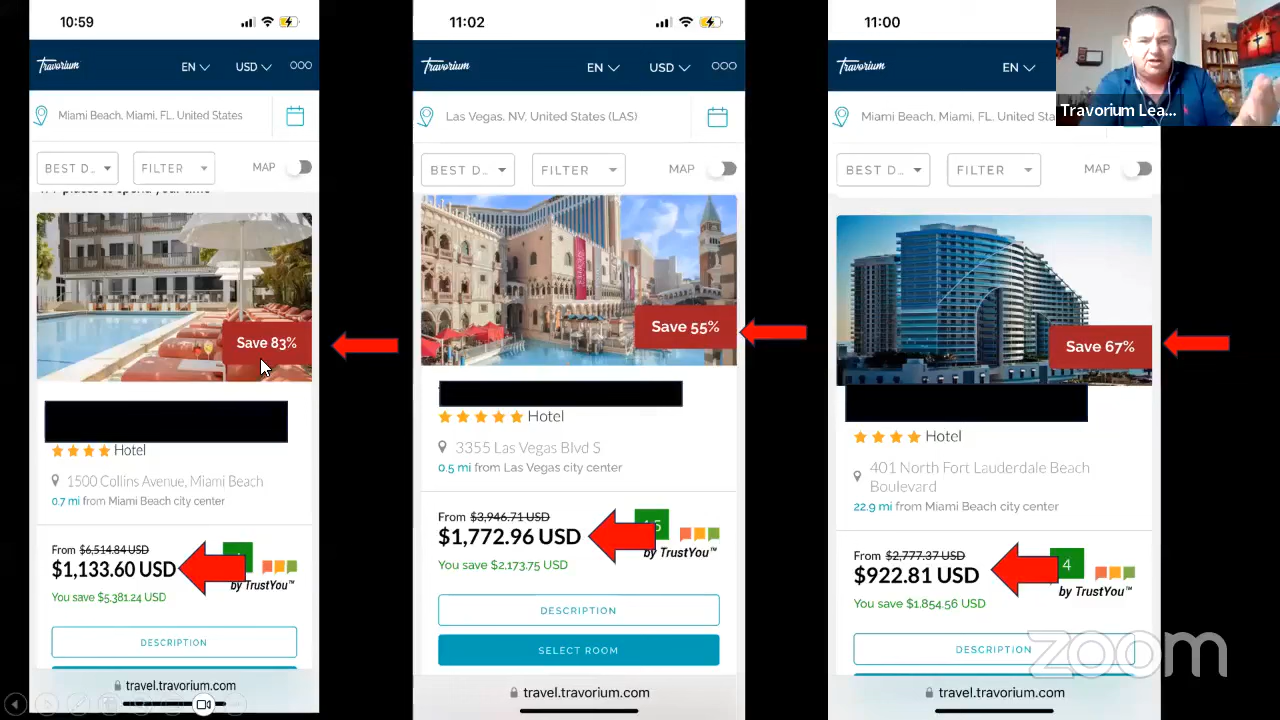 10:59
Travorium
EN
USD
Miami Beach, Miami, FL, United States
BEST D...
FILTER
MAP
Save 83%
Hotel
1500 Collins Avenue, Miami Beach
0.7 mi from Miami Beach city center
From $6,514.84 USD
$1,133.60 USD
by TrustYou™
You save $5,381.24 USD
DESCRIPTION
travel.travorium.com
11:02
Travorium
EN
USD
Las Vegas, NV, United States (LAS)
BEST D...
FILTER
MAP
Save 55%
Hotel
3355 Las Vegas Blvd S
0.5 mi from Las Vegas city center
From $3,946.71 USD
$1,772.96 USD
by TrustYou™
You save $2,173.75 USD
DESCRIPTION
SELECT ROOM
travel.travorium.com
11:00
Travorium
EN
Miami Beach, Miami, FL, United Sta
BEST D...
FILTER
MAP
Save 67%
Hotel
401 North Fort Lauderdale Beach
Boulevard
22.9 mi from Miami Beach city center
From $2,777.37 USD
$922.81 USD
4
by TrustYou™
You save $1,854.56 USD
DESCRIPTION
travel.travorium.com
Travorium Lea...
zoom